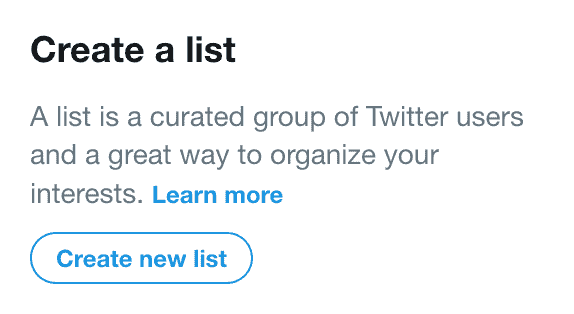 Create a list
A list is a curated group of Twitter users
and a great way to organize your
interests. Learn more
Create new list